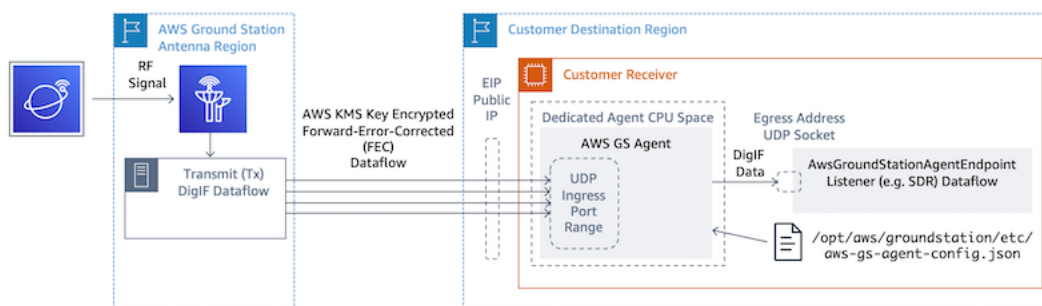 AWS Ground Station
Antenna Region
RF
Signal
Transmit (Tx)
DigIF Dataflow
AWS KMS Key Encrypted
Forward-Error-Corrected
(FEC)
Dataflow
Customer Destination Region
EIP
Public
IP
Customer Receiver
Dedicated Agent CPU Space
AWS GS Agent
UDP
Ingress
Port
Range
DigIF
Data
Egress Address
UDP Socket
AwsGroundStationAgentEndpoint
Listener (e.g. SDR) Dataflow
/opt/aws/groundstation/etc/
aws-gs-agent-config.json